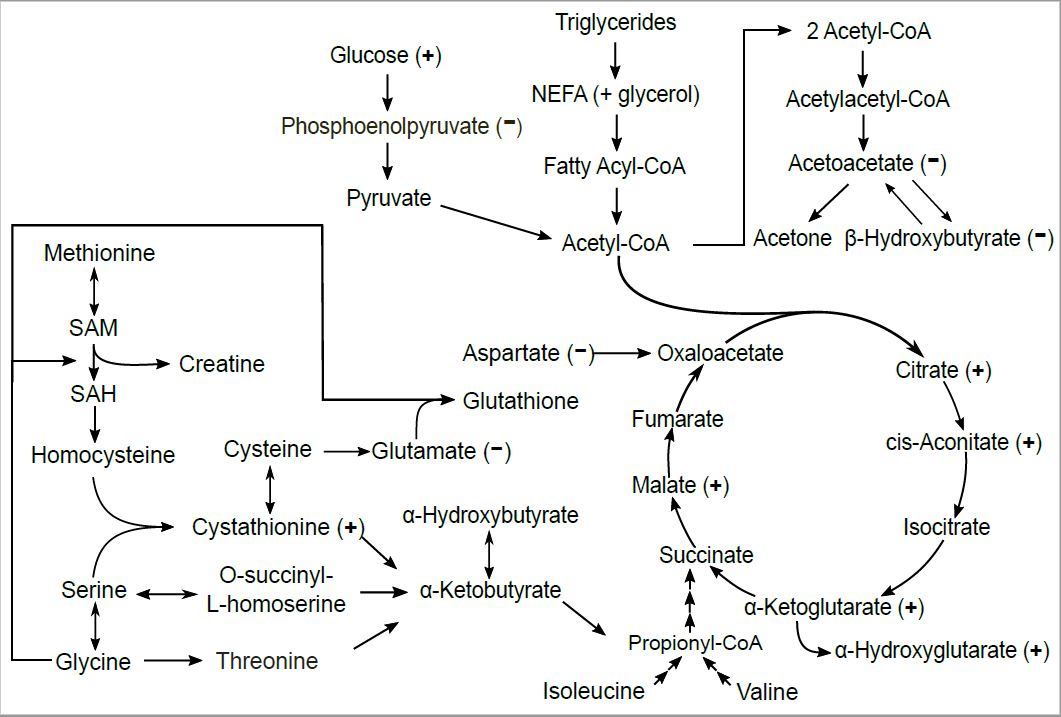 Triglycerides
2 Acetyl-CoA
Glucose (+)
NEFA (+ glycerol)
Acetylacetyl-CoA
Phosphoenolpyruvate (-)
Fatty Acyl-CoA
Acetoacetate (-)
Pyruvate
Acetyl-CoA
Acetone
β-Hydroxybutyrate (-)
Methionine
SAM
Creatine
Aspartate (-)
Oxaloacetate
Citrate (+)
SAH
Glutathione
Fumarate
Homocysteine
Cysteine
Glutamate (-)
cis-Aconitate (+)
Malate (+)
α-Hydroxybutyrate
Cystathionine (+)
Isocitrate
Succinate
Serine
O-succinyl-
L-homoserine
α-Ketobutyrate
α-Ketoglutarate (+)
Propionyl-CoA
α-Hydroxyglutarate (+)
Glycine
Threonine
Isoleucine
Valine